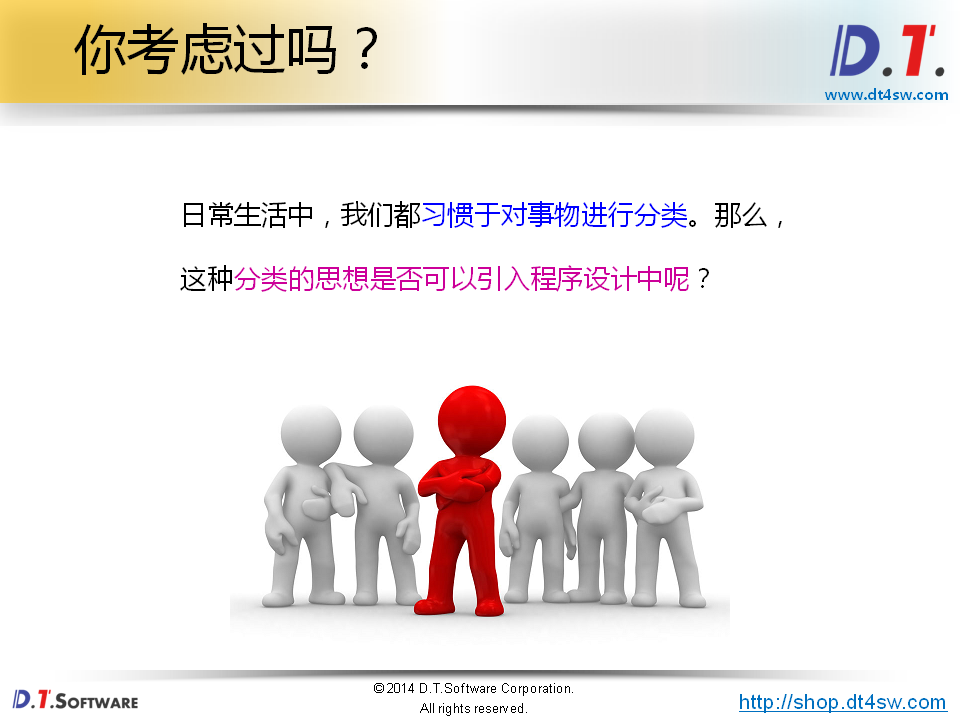 你考虑过吗？
D.T.
www.dt4sw.com
日常生活中，我们都习惯于对事物进行分类。那么，
这种分类的思想是否可以引入程序设计中呢？
D.T.SOFTWARE
©2014 D.T.Software Corporation.
All rights reserved.
http://shop.dt4sw.com